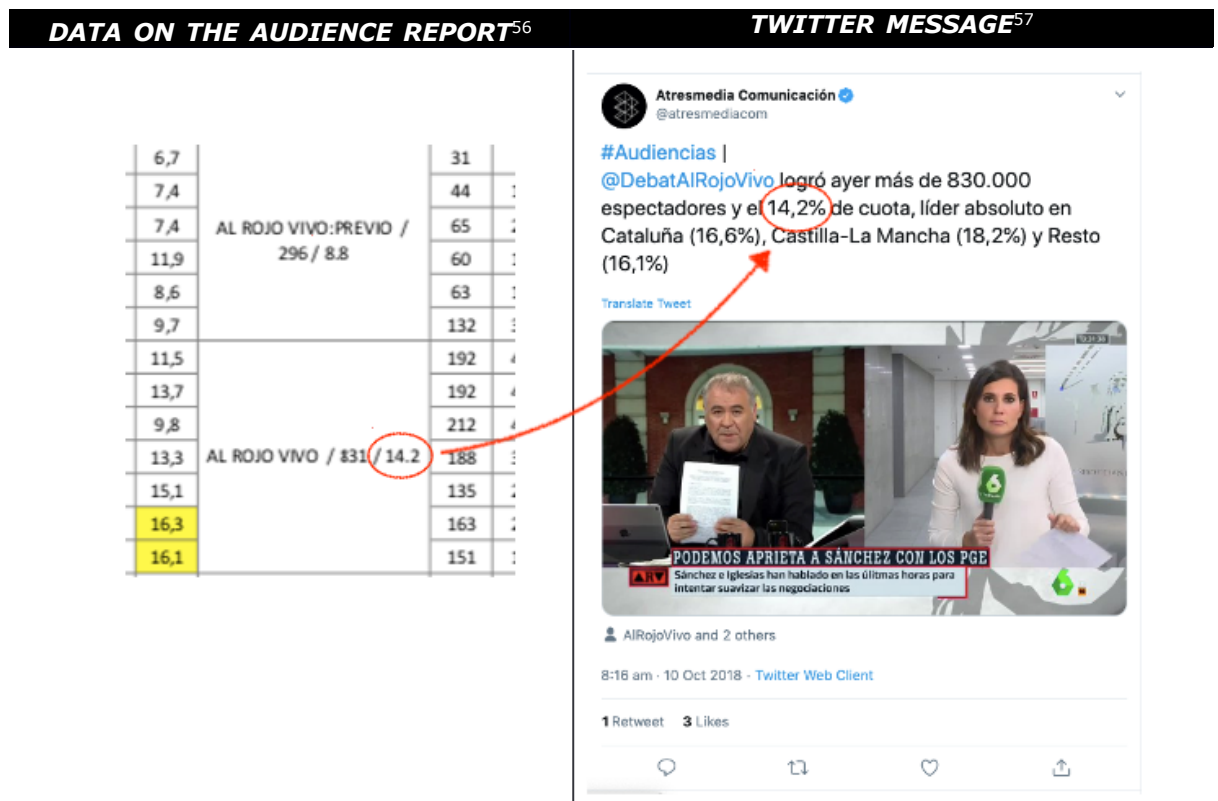 DATA ON THE AUDIENCE REPORT56
TWITTER MESSAGE57
6,7
31
7,4
44
7,4
AL ROJO VIVO:PREVIO /
65
11,9
296 / 8.8
60
8,6
63
9,7
132
11,5
192
13,7
192
9,8
212
13,3
AL ROJO VIVO / 831 / 14.2
188
15,1
135
16,3
163
16,1
151
Atresmedia Comunicación
@atresmediacom
#Audiencias |
@DebatAlRojoVivo logró ayer más de 830.000
espectadores y el 14,2% de cuota, líder absoluto en
Cataluña (16,6%), Castilla-La Mancha (18,2%) y Resto
(16,1%)
Translate Tweet
6
PODEMOS APRIETA A SÁNCHEZ CON LOS PGE
ARV
Sánchez e Iglesias han hablado en las úlitmas horas para
intentar suavizar las negociaciones
6
AlRojoVivo and 2 others
8:16 am · 10 Oct 2018 · Twitter Web Client
1 Retweet 3 Likes